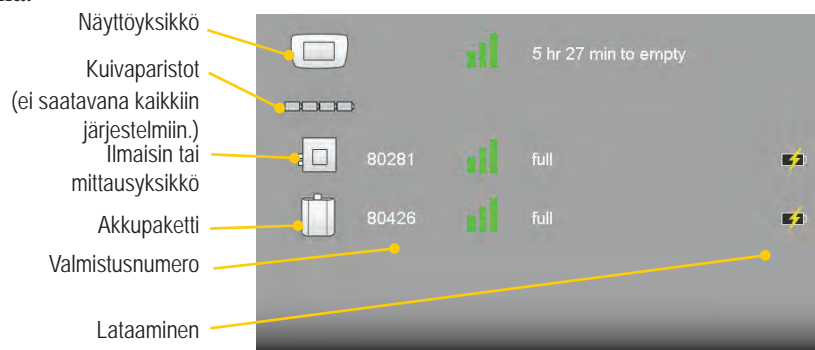 Näyttöyksikkö
5 hr 27 min to empty
Kuivaparistot
(ei saatavana kaikkiin
järjestelmiin.)
Ilmaisin tai
mittausyksikkö
80281 full
Akkupaketti
80426 full
Valmistusnumero
Lataaminen